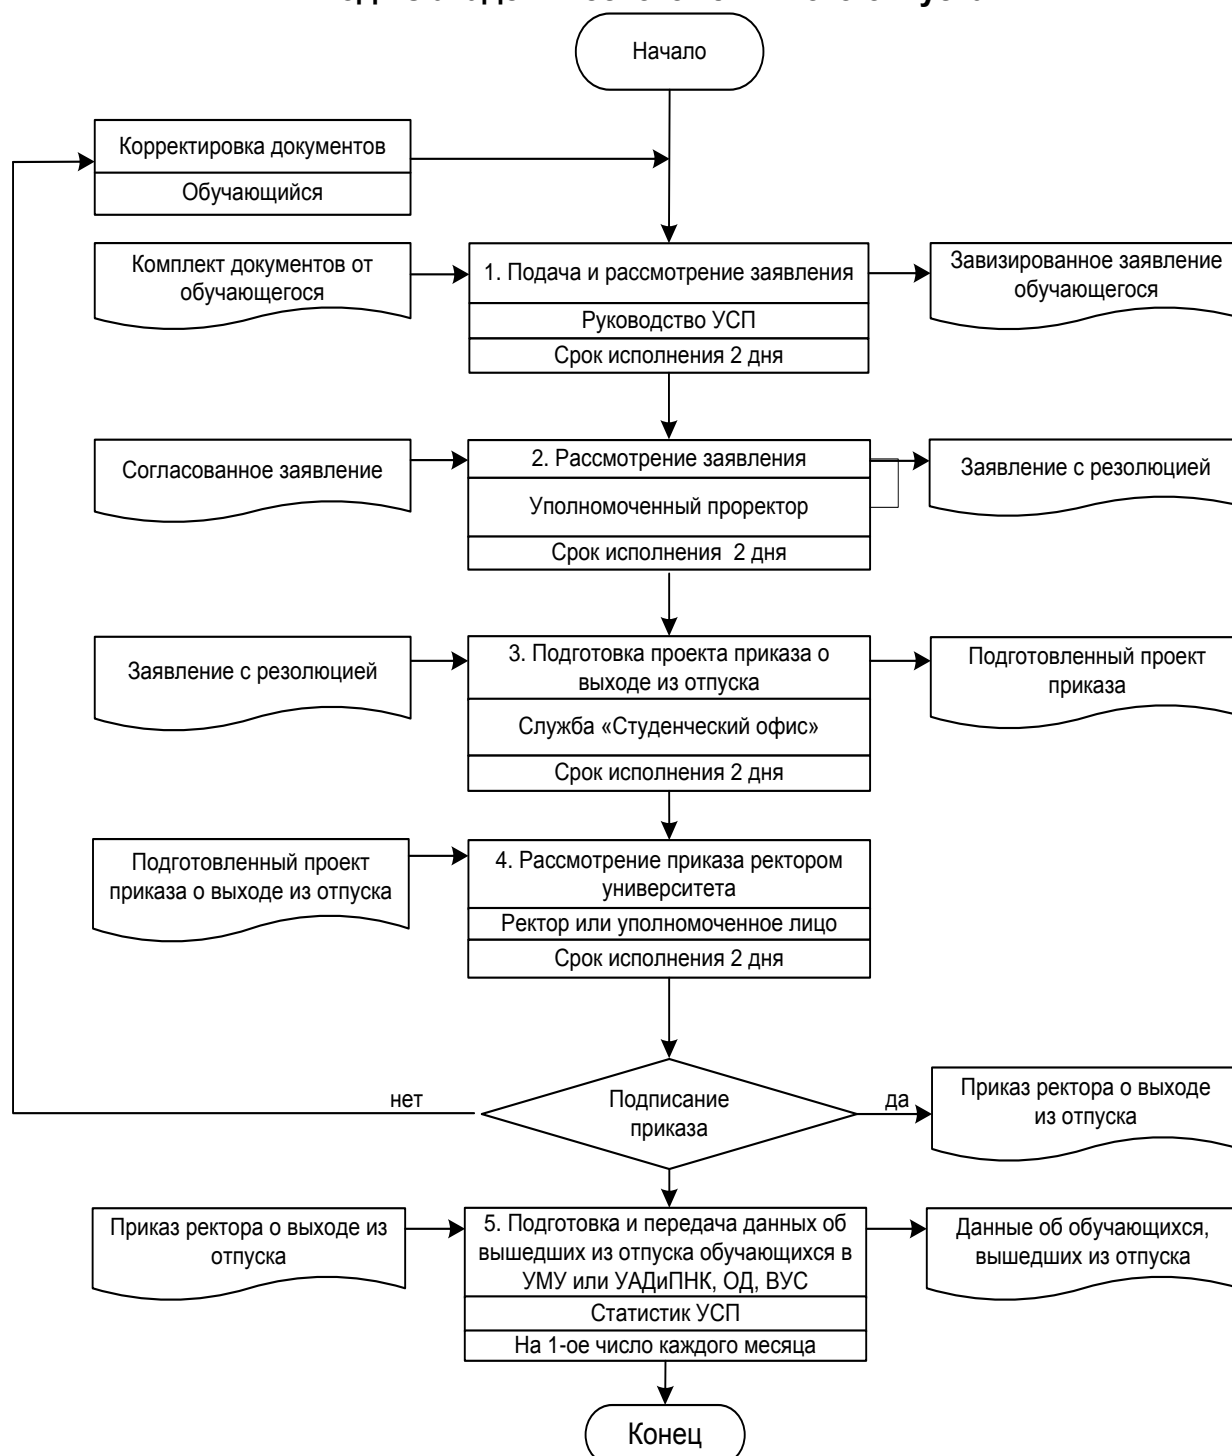 Начало
Корректировка документов
Обучающийся
Комплект документов от
обучающегося
1. Подача и рассмотрение заявления
Руководство УСП
Срок исполнения 2 дня
Завизированное заявление
обучающегося
Согласованное заявление
2. Рассмотрение заявления
Уполномоченный проректор
Срок исполнения  2 дня
Заявление с резолюцией
Заявление с резолюцией
3. Подготовка проекта приказа о
выходе из отпуска
Служба «Студенческий офис»
Срок исполнения 2 дня
Подготовленный проект
приказа
Подготовленный проект
приказа о выходе из отпуска
4. Рассмотрение приказа ректором
университета
Ректор или уполномоченное лицо
Срок исполнения 2 дня
нет
Подписание
приказа
да
Приказ ректора о выходе
из отпуска
Приказ ректора о выходе из
отпуска
5. Подготовка и передача данных об
вышедших из отпуска обучающихся в
УМУ или УАДиПНК, ОД, ВУС
Статистик УСП
На 1-ое число каждого месяца
Данные об обучающихся,
вышедших из отпуска
Конец